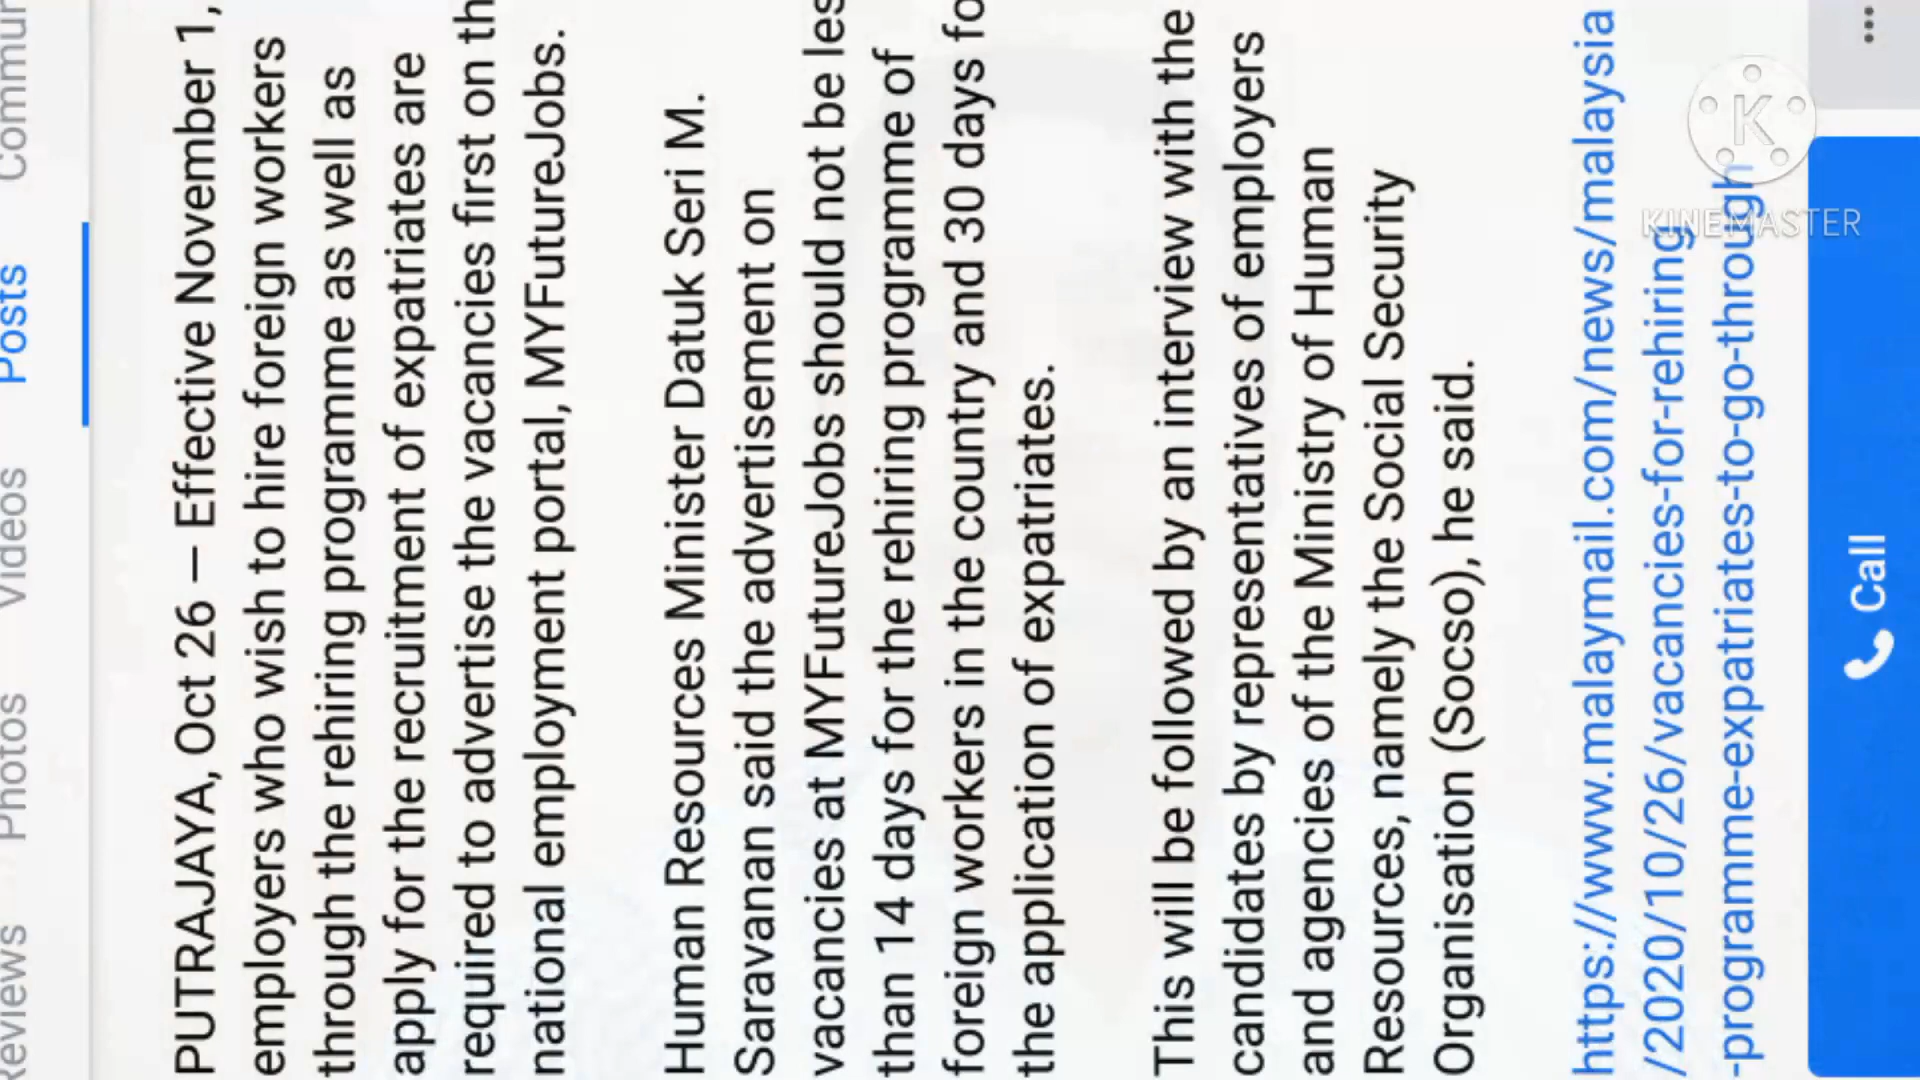 Reviews Photos Videos Posts Commun
PUTRAJAYA, Oct 26 — Effective November 1,
employers who wish to hire foreign workers
through the rehiring programme as well as
apply for the recruitment of expatriates are
required to advertise the vacancies first on th
national employment portal, MYFutureJobs.
Human Resources Minister Datuk Seri M.
Saravanan said the advertisement on
vacancies at MYFutureJobs should not be les
than 14 days for the rehiring programme of
foreign workers in the country and 30 days fo
the application of expatriates.
This will be followed by an interview with the
candidates by representatives of employers
and agencies of the Ministry of Human
Resources, namely the Social Security
Organisation (Socso), he said.
https://www.malaymail.com/news/malaysia
/2020/10/26/vacancies-for-rehiring
-programme-expatriates-to-go-through
Call ...
K
KINEMASTER